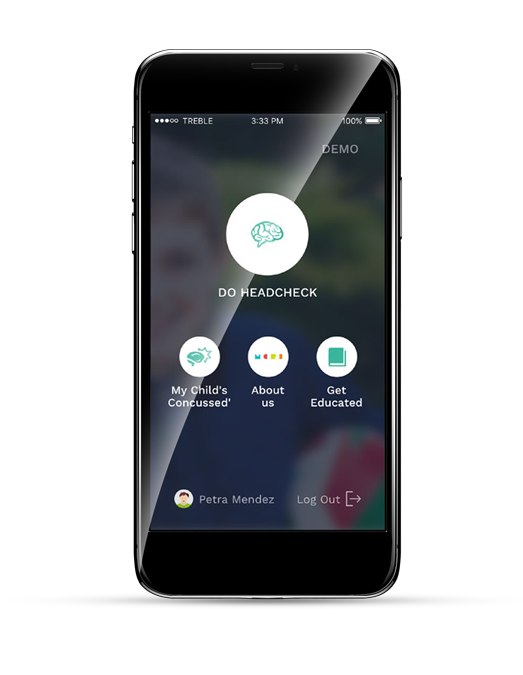 TREBLE 3:33 PM 100%
DEMO
DO HEADCHECK
MCRI
My Child's
Concussed'
About
us
Get
Educated
Petra Mendez Log Out